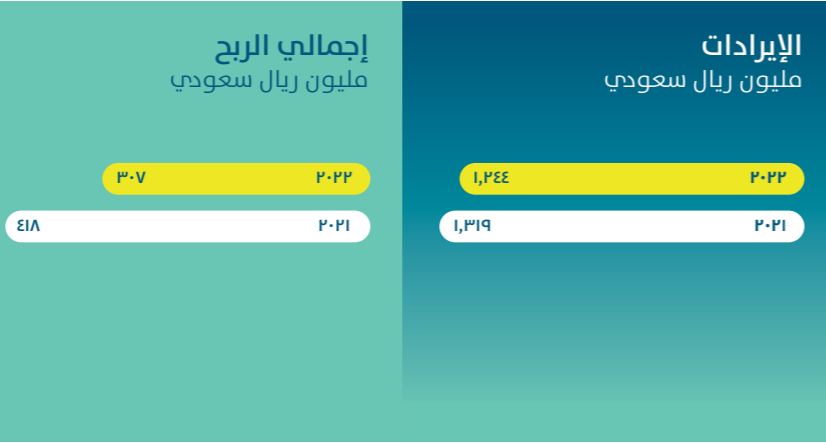 الإيرادات
مليون ريال سعودي
٢٠٢٢ ١,٢٤٤
٢٠٢١ ١,٣١٩
إجمالي الربح
مليون ريال سعودي
٢٠٢٢ ٣٠٧
٢٠٢١ ٤١٨